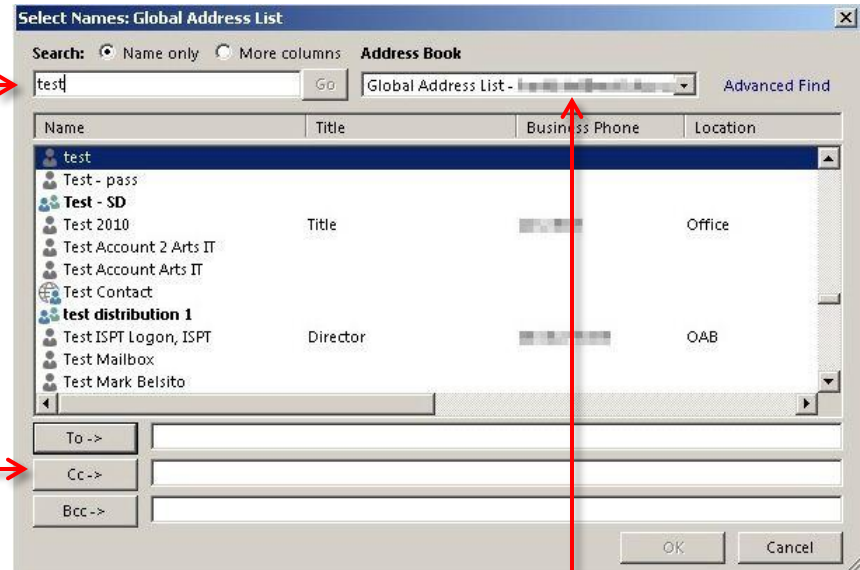 Select Names: Global Address List
Search: Name only More columns Address Book
test Go Global Address List - Advanced Find
Name Title Business Phone Location
test
Test - pass
Test - SD
Test 2010 Title Office
Test Account 2 Arts IT
Test Account Arts IT
Test Contact
test distribution 1
Test ISPT Logon, ISPT Director OAB
Test Mailbox
Test Mark Belsito
To ->
Cc ->
Bcc ->
OK Cancel